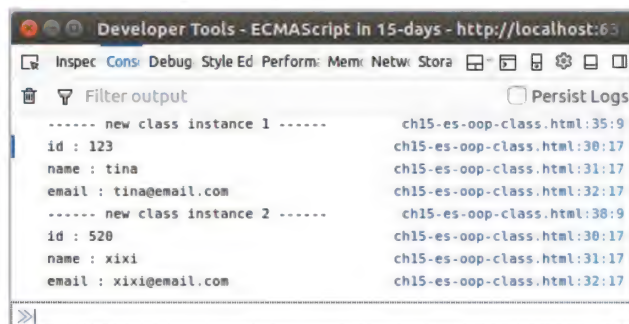 Developer Tools - ECMAScript in 15-days - http://localhost:63
Inspec Cons Debug Style Ed Perform Mem Netw Stora
Filter output Persist Logs
------ new class instance 1 ------ ch15-es-oop-class.html:35:9
id : 123 ch15-es-oop-class.html:30:17
name : tina ch15-es-oop-class.html:31:17
email : tina@email.com ch15-es-oop-class.html:32:17
------ new class instance 2 ------ ch15-es-oop-class.html:38:9
id : 520 ch15-es-oop-class.html:30:17
name : xixi ch15-es-oop-class.html:31:17
email : xixi@email.com ch15-es-oop-class.html:32:17